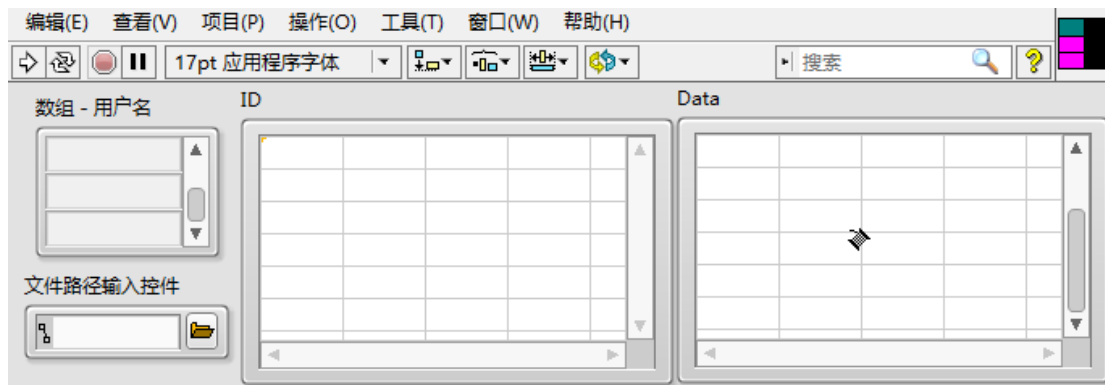 编辑(E) 查看(V) 项目(P) 操作(O) 工具(T) 窗口(W) 帮助(H)
17pt 应用程序字体 搜索
数组 - 用户名 ID Data
文件路径输入控件